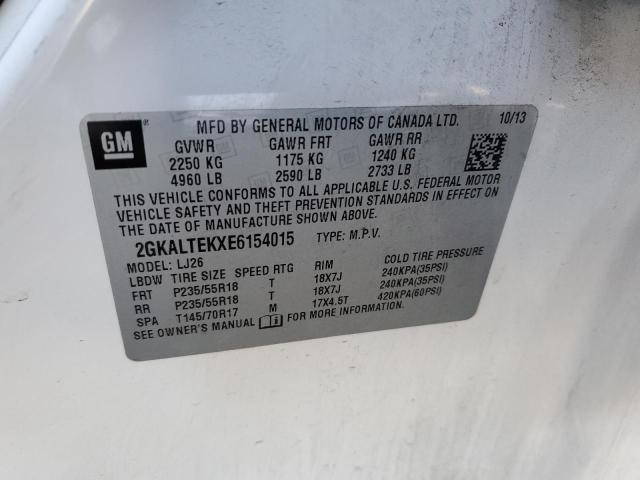 GM
MFD BY GENERAL MOTORS OF CANADA LTD. 10/13
GVWR GAWR FRT GAWR RR
2250 KG 1175 KG 1240 KG
4960 LB 2590 LB 2733 LB
THIS VEHICLE CONFORMS TO ALL APPLICABLE U.S. FEDERAL MOTOR
VEHICLE SAFETY AND THEFT PREVENTION STANDARDS IN EFFECT ON
THE DATE OF MANUFACTURE SHOWN ABOVE.
2GKALTEKXE6154015 TYPE: M.P.V.
MODEL: LJ26
LBDW TIRE SIZE SPEED RTG RIM COLD TIRE PRESSURE
FRT P235/55R18 T 18X7J 240KPA(35PSI)
RR P235/55R18 T 18X7J 240KPA(35PSI)
SPA T145/70R17 M 17X4.5T 420KPA(60PSI)
SEE OWNER'S MANUAL FOR MORE INFORMATION.